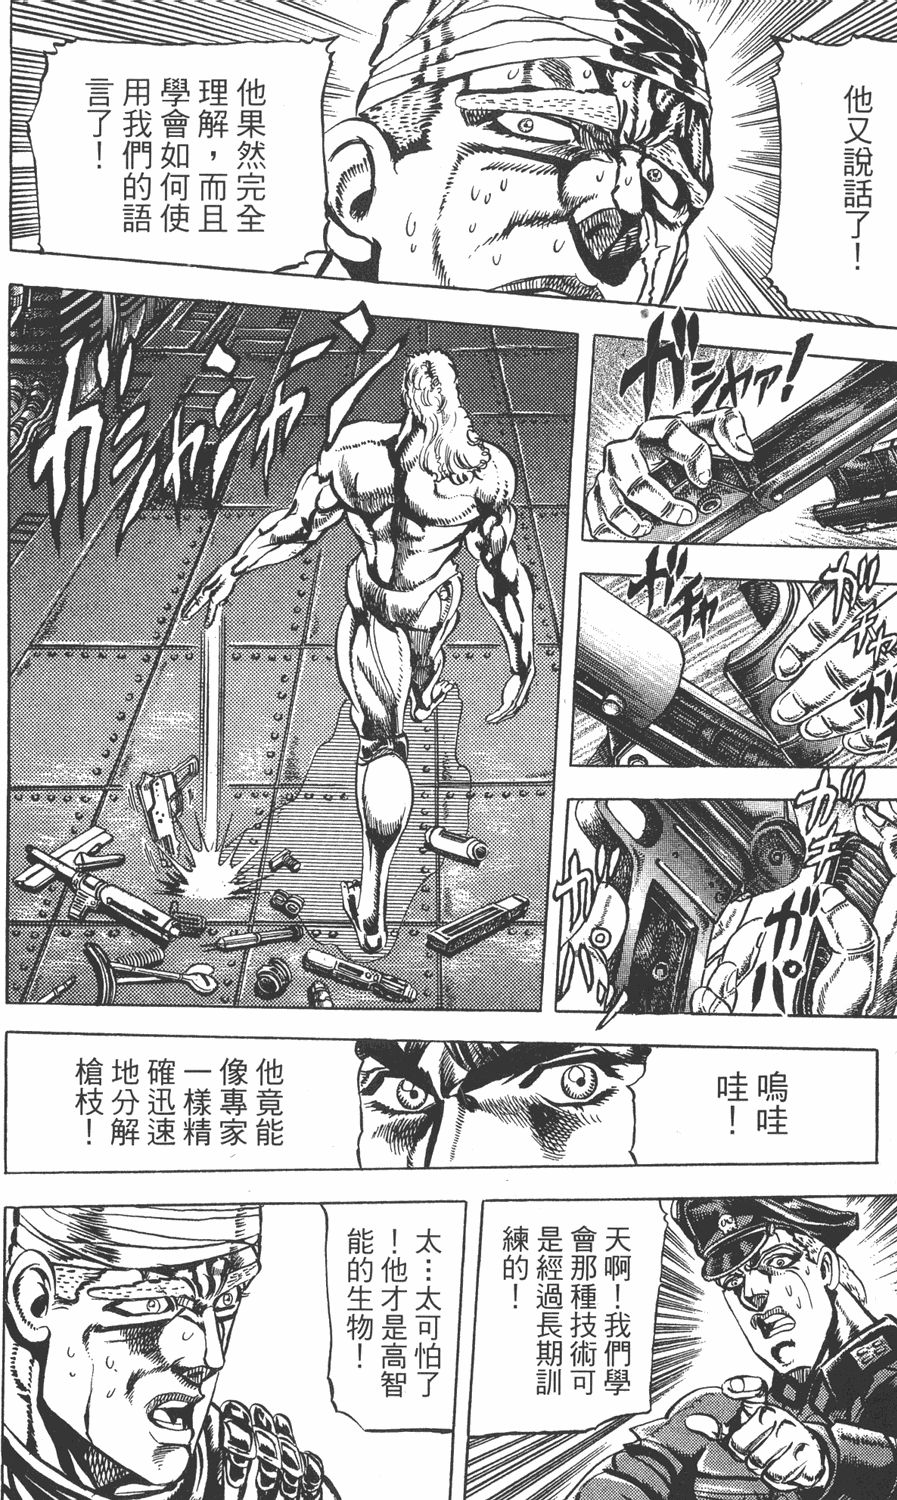 他又說話了！
他果然完全
理解，而且
學會如何使
用我們的語
言了！
ガシャァ！
ガチャ
ガチャガ
ガキ
ガパ
ガシャンガシャン
嗚哇
哇！
他竟能
像專家
一樣精
確迅速
地分解
槍枝！
天啊！我們學
會那種技術可
是經過長期訓
練的！
太…太可怕了
！他才是高智
能的生物！